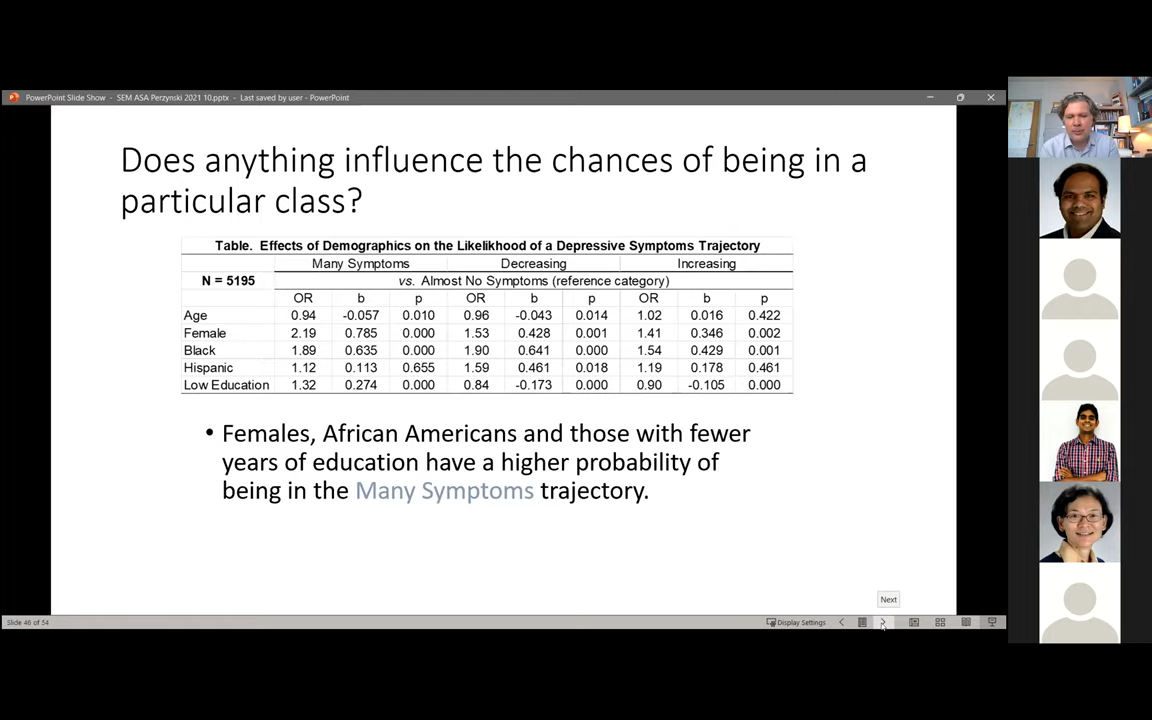 PowerPoint Slide Show - SEM ASA Perzynski 2021 10.pptx - Last saved by user - PowerPoint
Does anything influence the chances of being in a
particular class?
Table. Effects of Demographics on the Likelikhood of a Depressive Symptoms Trajectory
Many Symptoms Decreasing Increasing
N = 5195 vs. Almost No Symptoms (reference category)
OR b p OR b p OR b p
Age 0.94 -0.057 0.010 0.96 -0.043 0.014 1.02 0.016 0.422
Female 2.19 0.785 0.000 1.53 0.428 0.001 1.41 0.346 0.002
Black 1.89 0.635 0.000 1.90 0.641 0.000 1.54 0.429 0.001
Hispanic 1.12 0.113 0.655 1.59 0.461 0.018 1.19 0.178 0.461
Low Education 1.32 0.274 0.000 0.84 -0.173 0.000 0.90 -0.105 0.000
• Females, African Americans and those with fewer
years of education have a higher probability of
being in the Many Symptoms trajectory.
Next
Slide 46 of 54 Display Settings